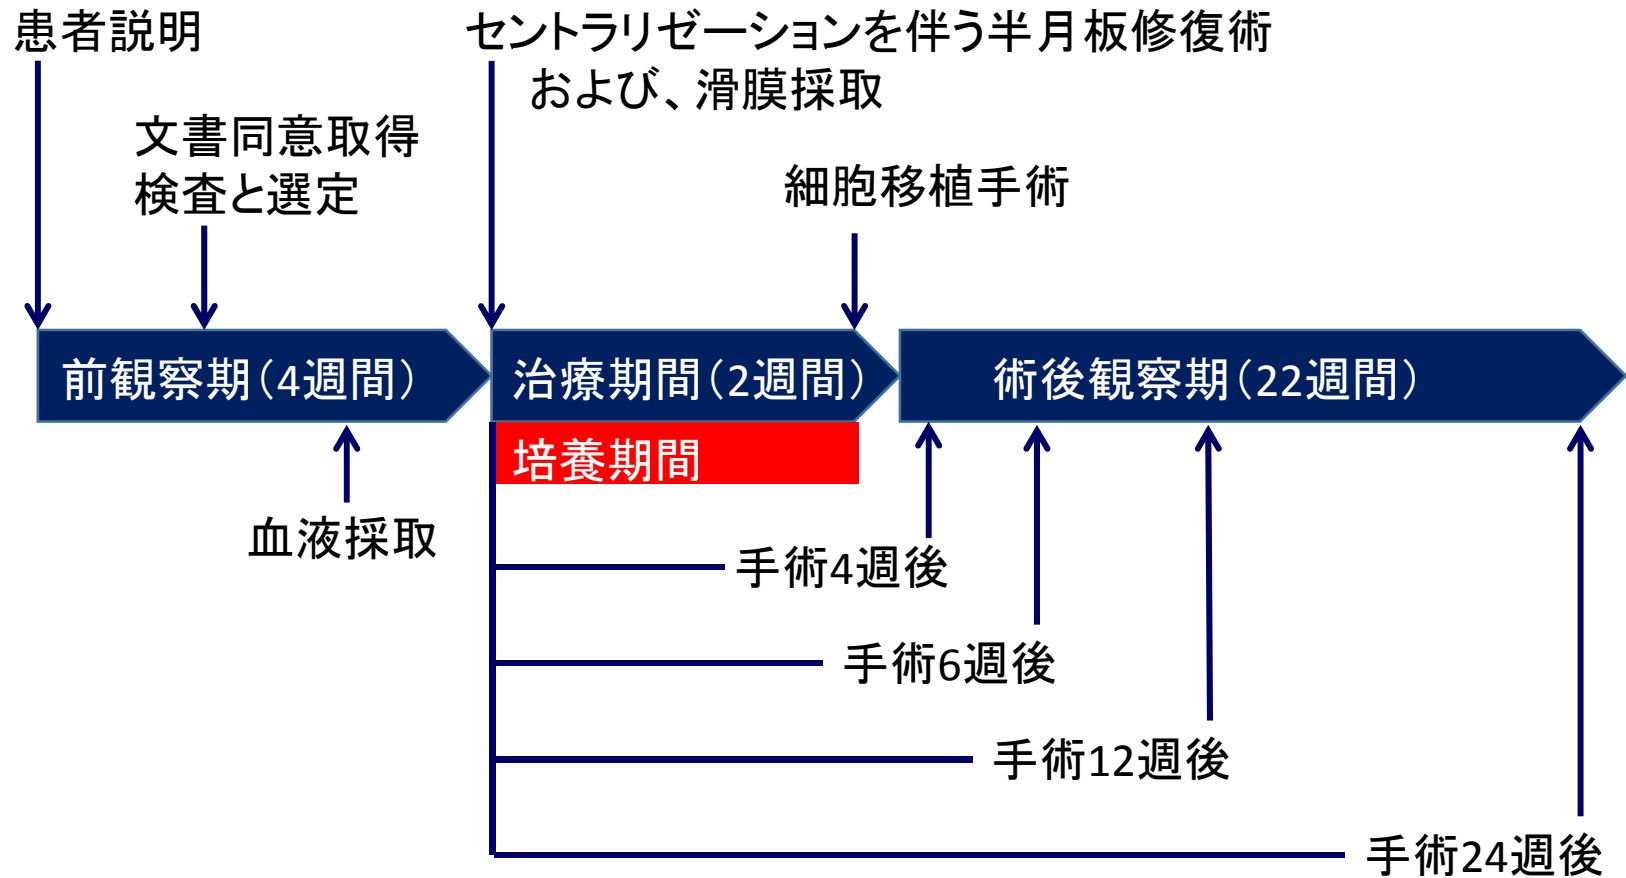 患者説明
セントラリゼーションを伴う半月板修復術
および、滑膜採取
文書同意取得
検査と選定
細胞移植手術
前観察期（4週間）
治療期間（2週間）
術後観察期（22週間）
培養期間
血液採取
手術4週後
手術6週後
手術12週後
手術24週後